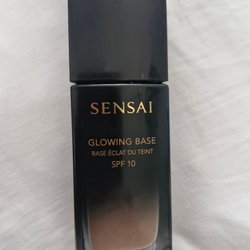 SENSAI
GLOWING BASE
BASE ÉCLAT DU TEINT
SPF 10